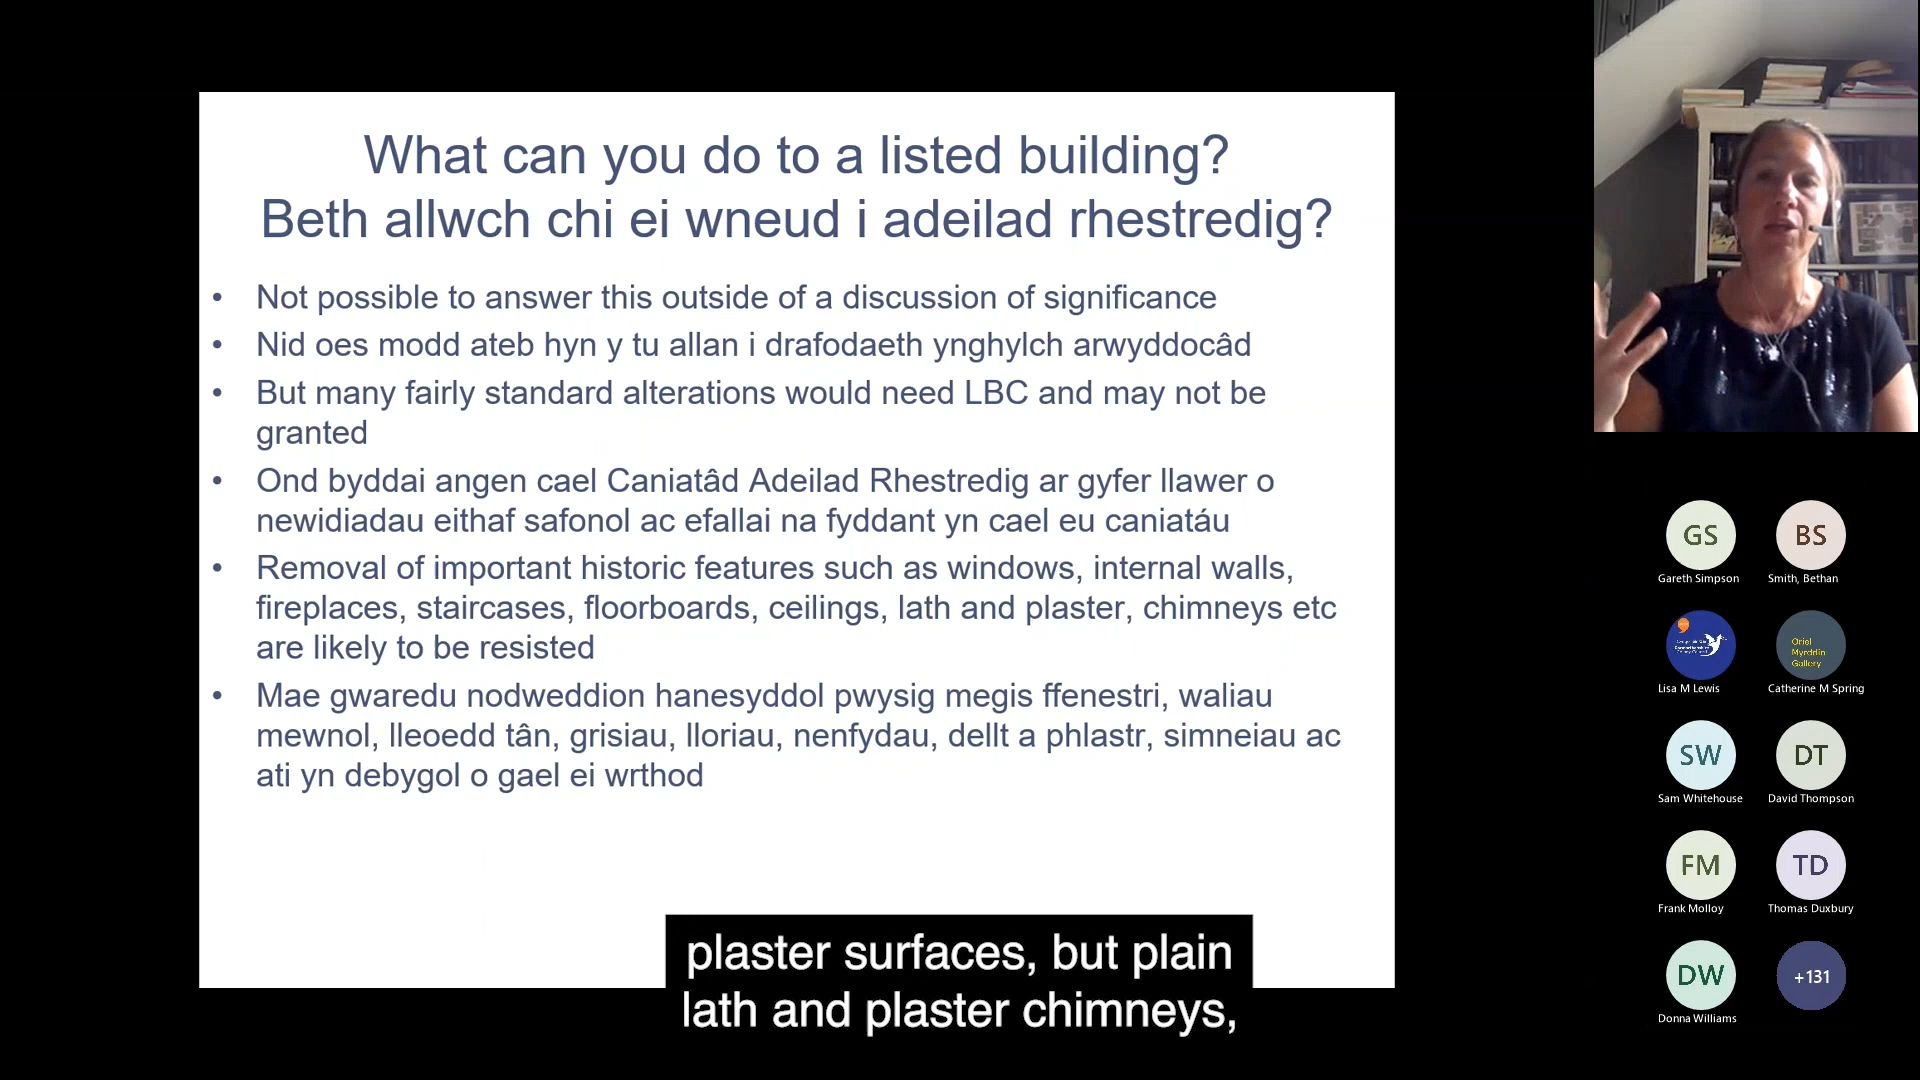 What can you do to a listed building?
Beth allwch chi ei wneud i adeilad rhestredig?
• Not possible to answer this outside of a discussion of significance
• Nid oes modd ateb hyn y tu allan i drafodaeth ynghylch arwyddocâd
• But many fairly standard alterations would need LBC and may not be
granted
• Ond byddai angen cael Caniatâd Adeilad Rhestredig ar gyfer llawer o
newidiadau eithaf safonol ac efallai na fyddant yn cael eu caniatáu
• Removal of important historic features such as windows, internal walls,
fireplaces, staircases, floorboards, ceilings, lath and plaster, chimneys etc
are likely to be resisted
• Mae gwaredu nodweddion hanesyddol pwysig megis ffenestri, waliau
mewnol, lleoedd tân, grisiau, lloriau, nenfydau, dellt a phlastr, simneiau ac
ati yn debygol o gael ei wrthod
plaster surfaces, but plain
lath and plaster chimneys,
GS
Gareth Simpson
BS
Smith, Bethan
Lisa M Lewis
Oriel
Myrddin
Gallery
Catherine M Spring
SW
Sam Whitehouse
DT
David Thompson
FM
Frank Molloy
TD
Thomas Duxbury
DW
Donna Williams
+131